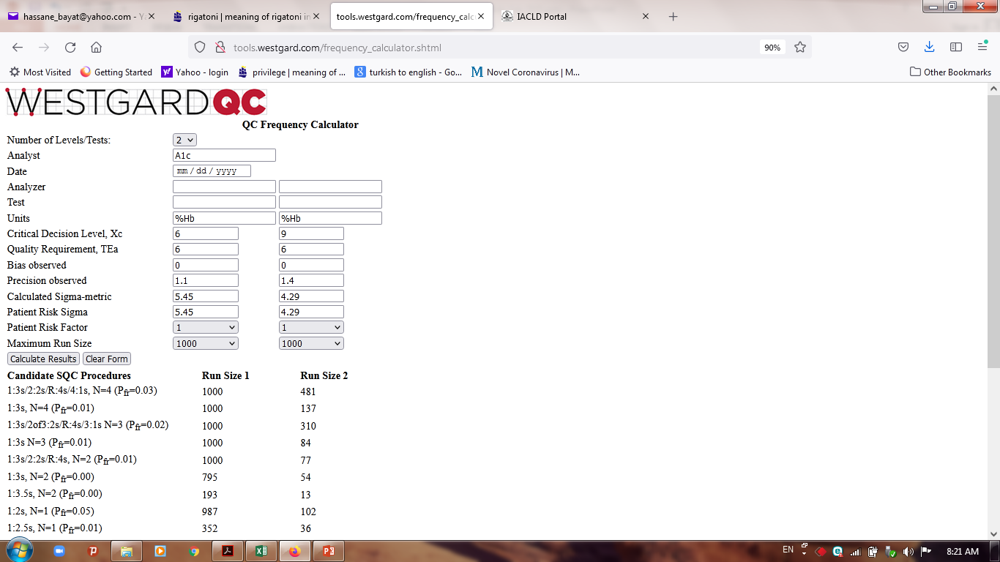 hassane_bayat@yahoo.com - Y
rigatoni | meaning of rigatoni in
tools.westgard.com/frequency_calc
IACLD Portal
tools.westgard.com/frequency_calculator.shtml
90%
Most Visited
Getting Started
Yahoo - login
privilege | meaning of ...
turkish to english - Go...
Novel Coronavirus | M...
Other Bookmarks
WESTGARDQC
QC Frequency Calculator
Number of Levels/Tests: 2
Analyst A1c
Date mm / dd / yyyy
Analyzer
Test
Units %Hb %Hb
Critical Decision Level, Xc 6 9
Quality Requirement, TEa 6 6
Bias observed 0 0
Precision observed 1.1 1.4
Calculated Sigma-metric 5.45 4.29
Patient Risk Sigma 5.45 4.29
Patient Risk Factor 1 1
Maximum Run Size 1000 1000
Calculate Results Clear Form
Candidate SQC Procedures Run Size 1 Run Size 2
1:3s/2:2s/R:4s/4:1s, N=4 (Pfr=0.03) 1000 481
1:3s, N=4 (Pfr=0.01) 1000 137
1:3s/2of3:2s/R:4s/3:1s N=3 (Pfr=0.02) 1000 310
1:3s N=3 (Pfr=0.01) 1000 84
1:3s/2:2s/R:4s, N=2 (Pfr=0.01) 1000 77
1:3s, N=2 (Pfr=0.00) 795 54
1:3.5s, N=2 (Pfr=0.00) 193 13
1:2s, N=1 (Pfr=0.05) 987 102
1:2.5s, N=1 (Pfr=0.01) 352 36
EN
8:21 AM